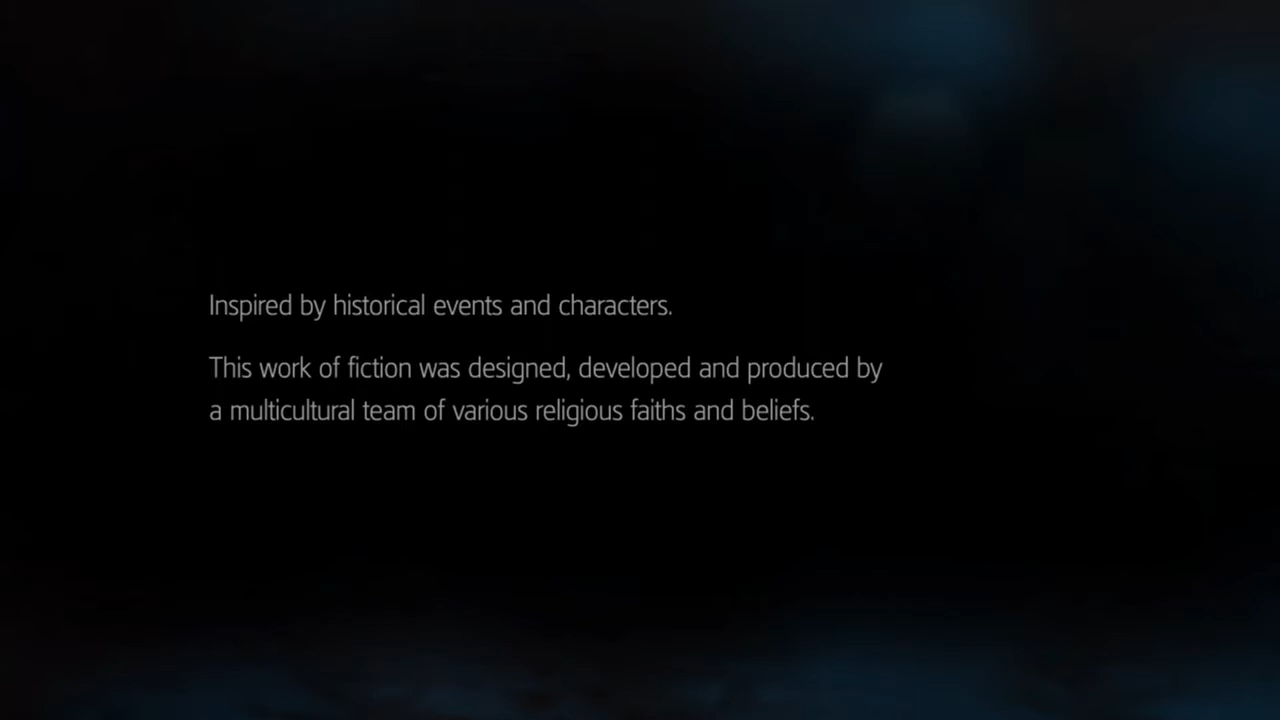 Inspired by historical events and characters.
This work of fiction was designed, developed and produced by
a multicultural team of various religious faiths and beliefs.